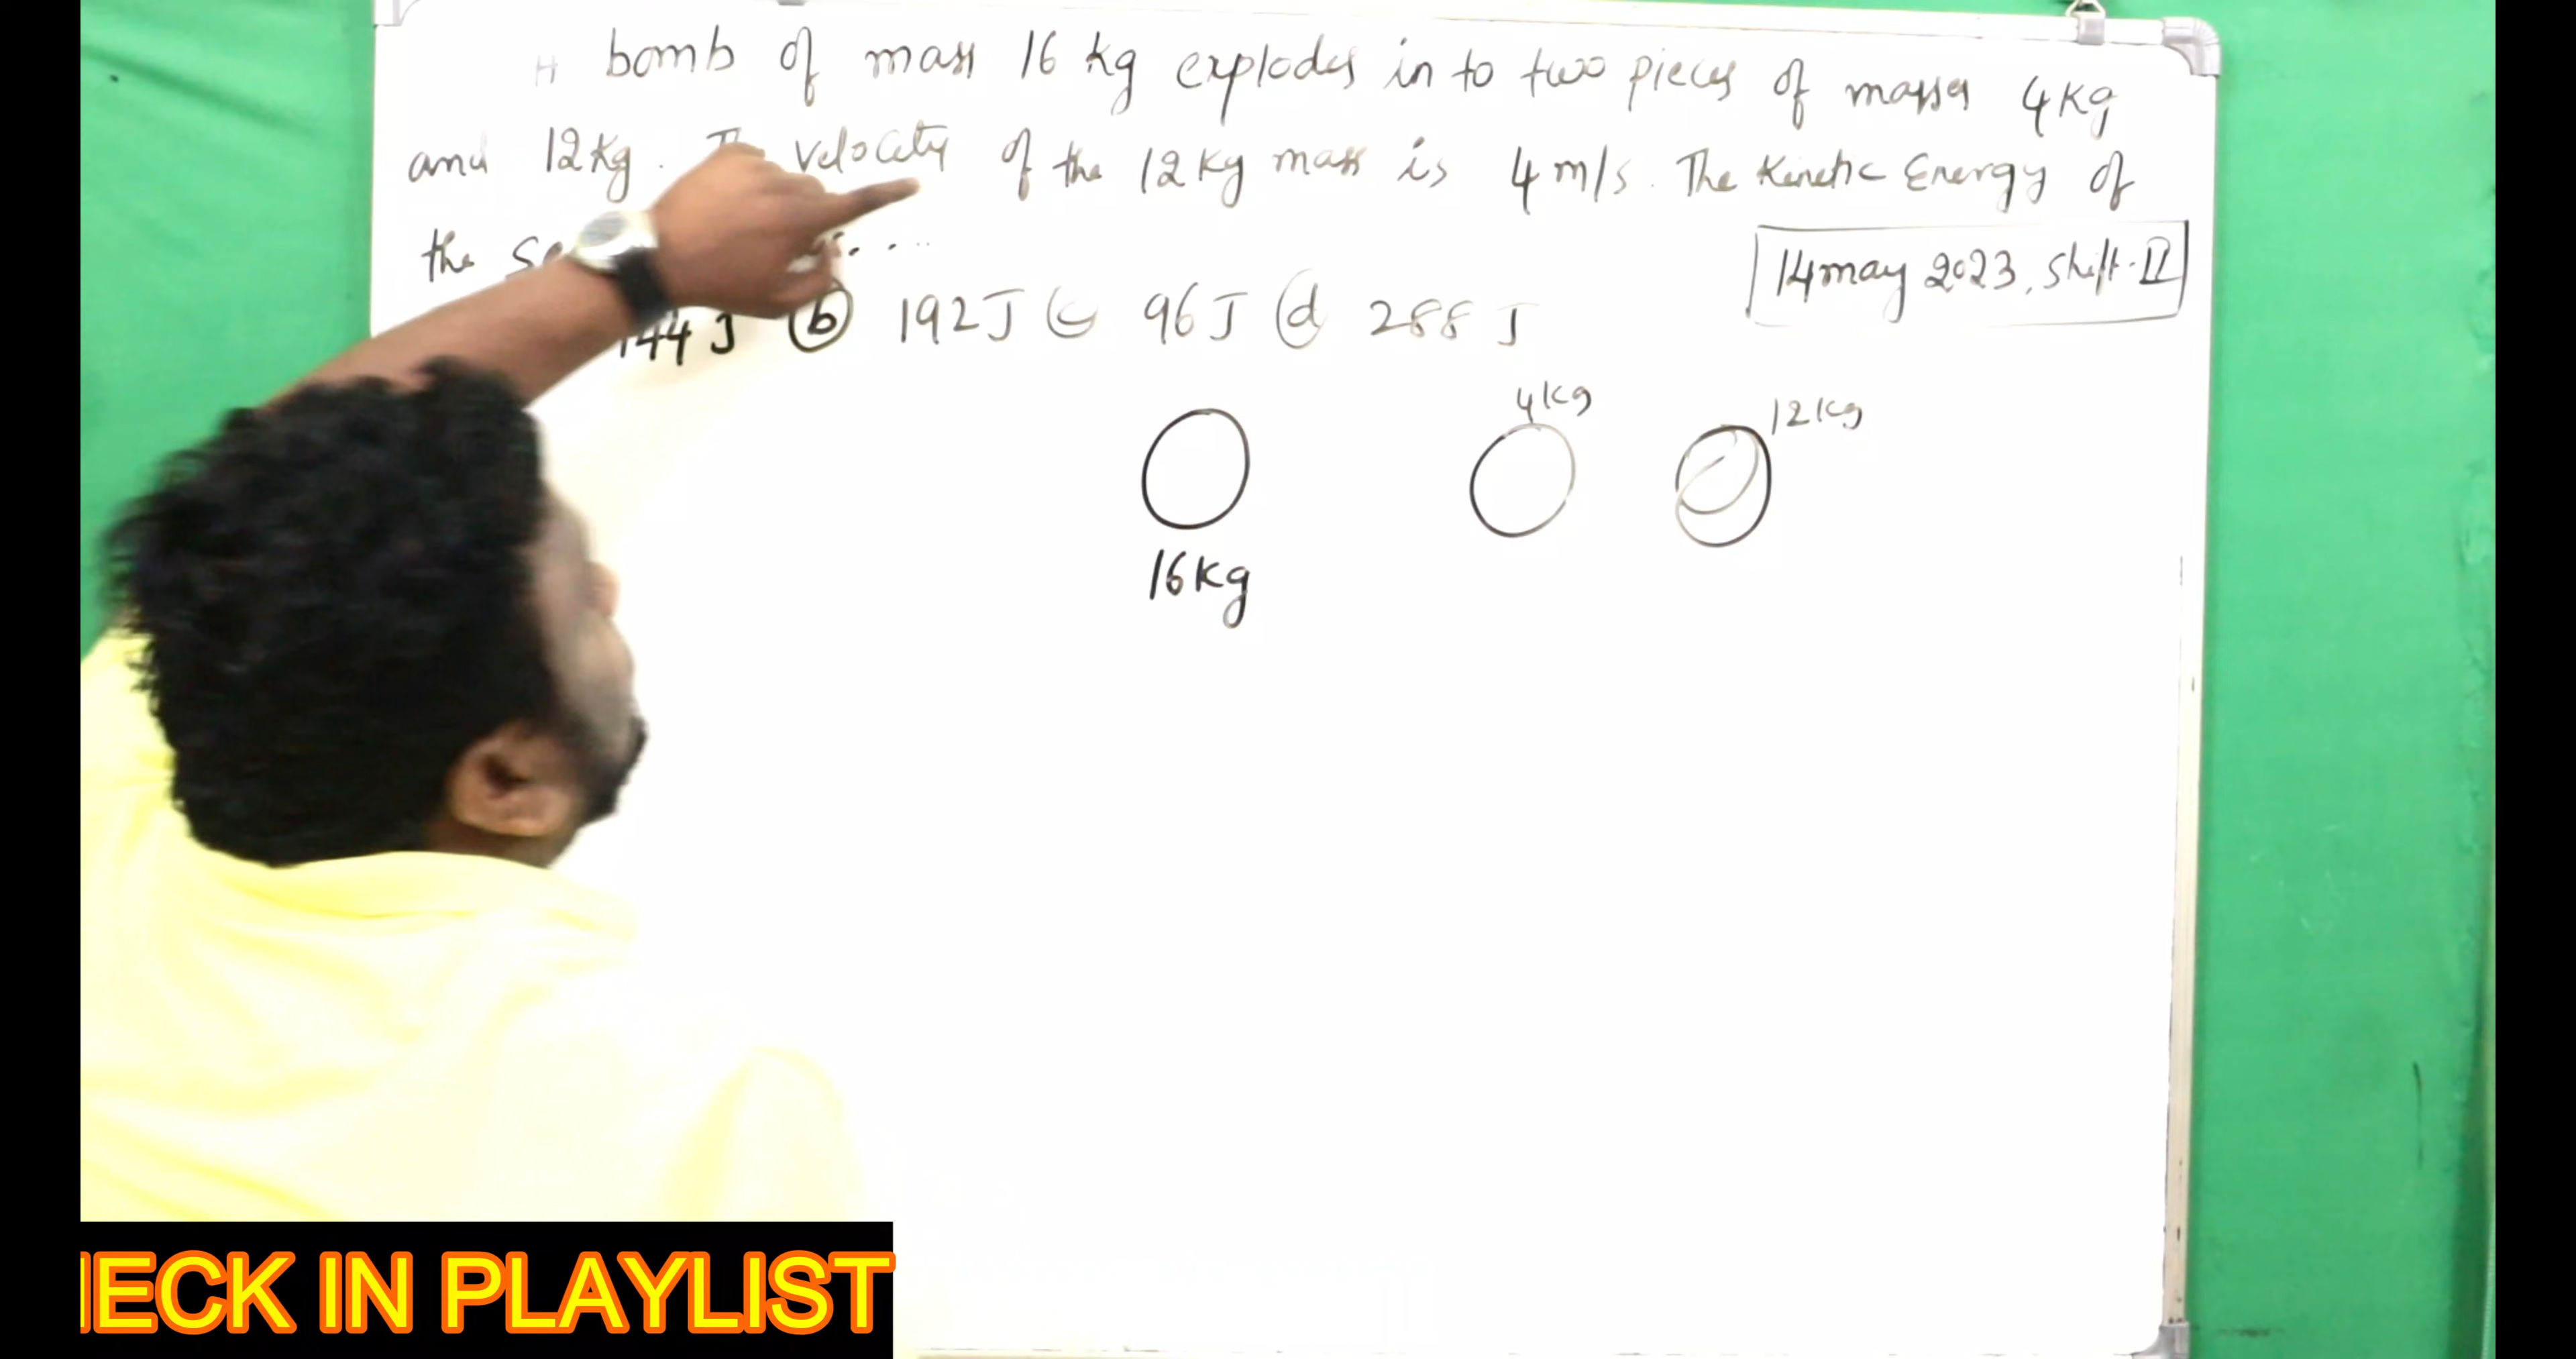 bomb of mass 16 kg explodes in to two pieces of masses 4Kg
and 12Kg. velocity of the 12Kg mass is 4m/s. The Kinetic Energy of
the
14 may 2023, Shift-II
144 J (b) 192 J (c 96 J (d 288 J
4kg
12kg
16kg
HECK IN PLAYLIST